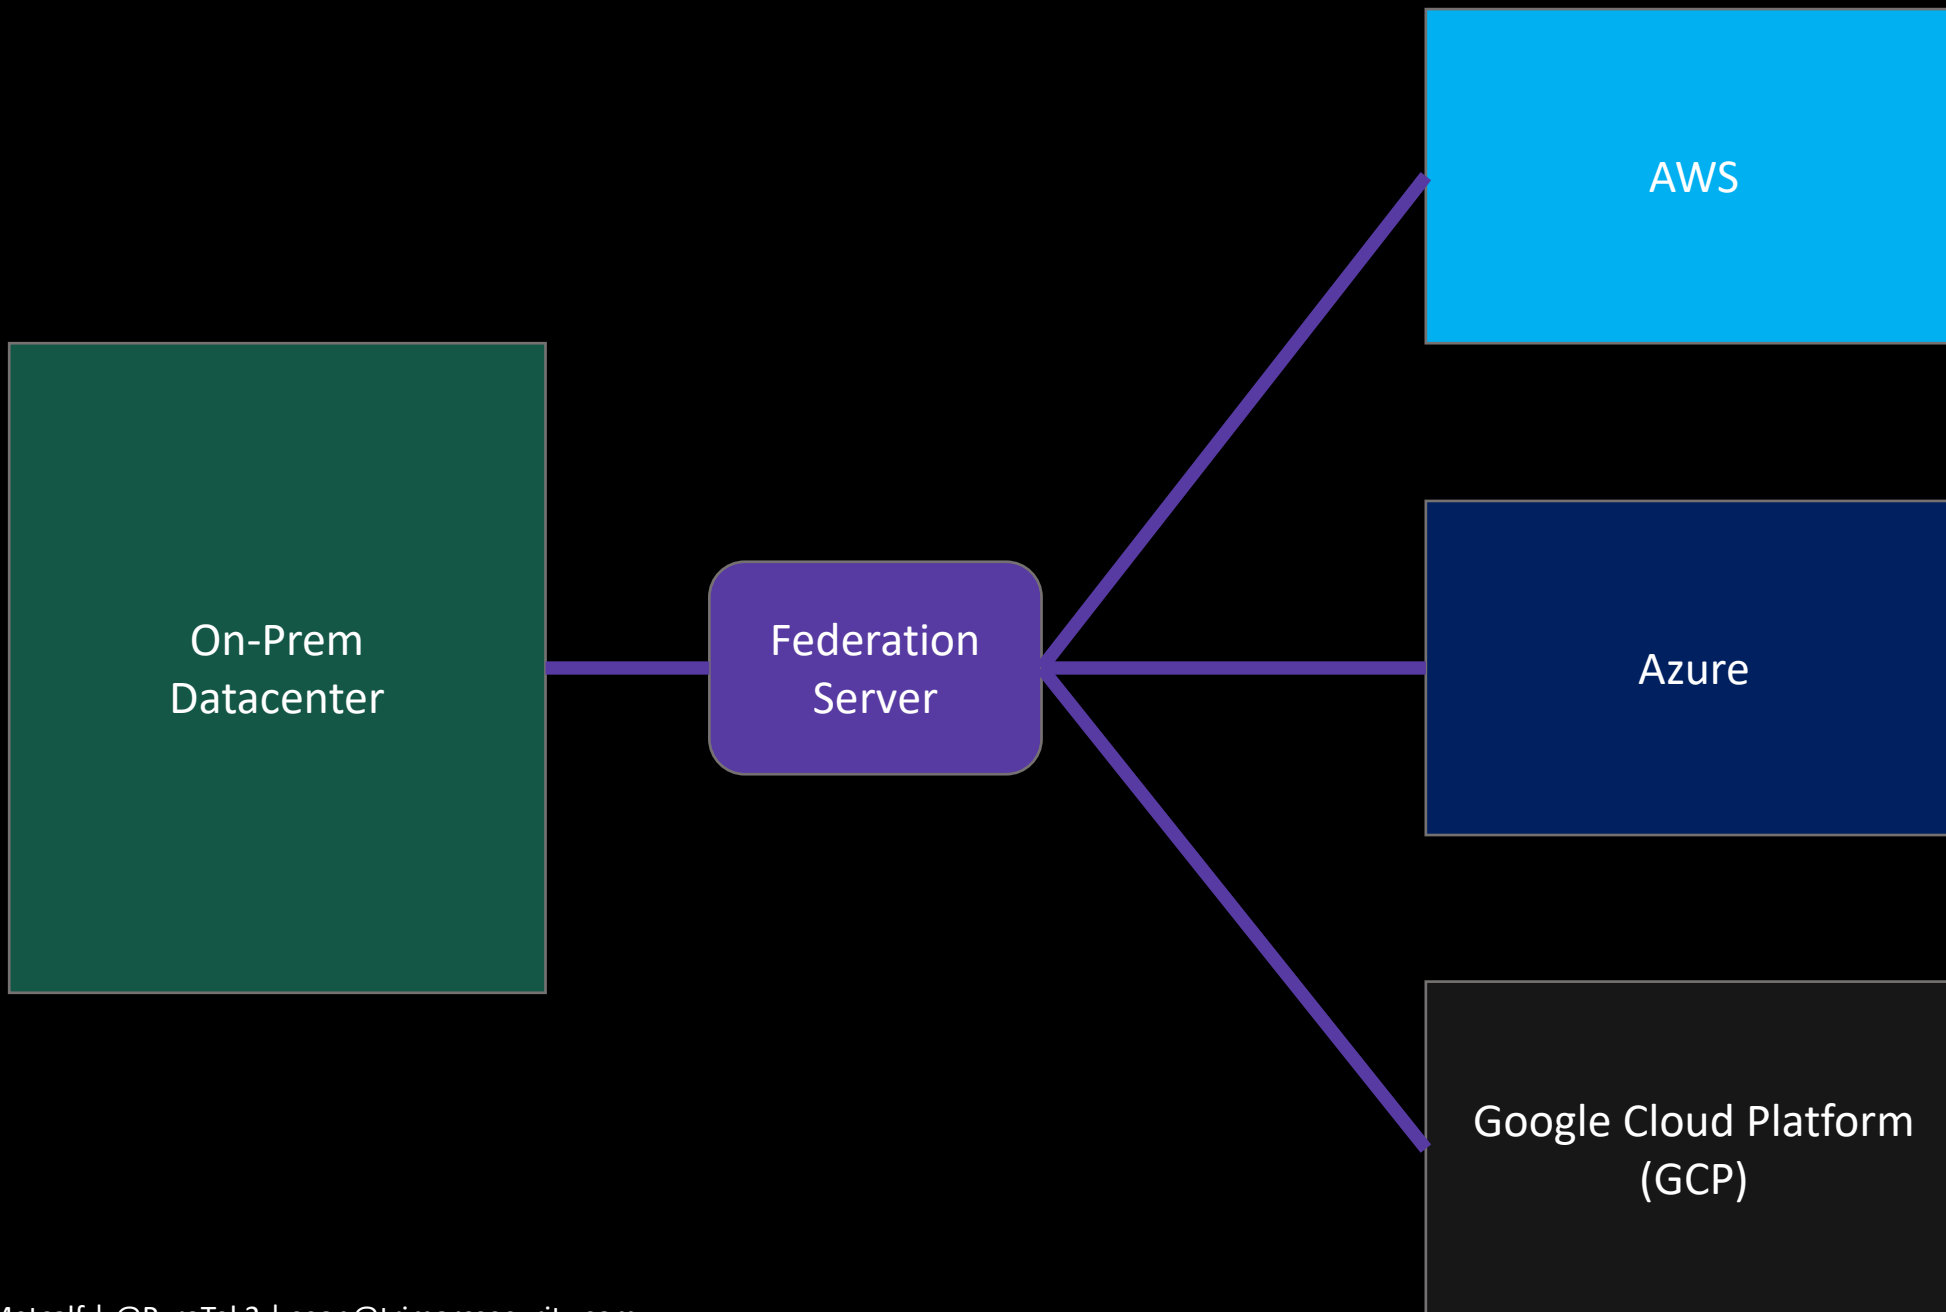 AWS
On-Prem
Datacenter
Federation
Server
Azure
Google Cloud Platform
(GCP)